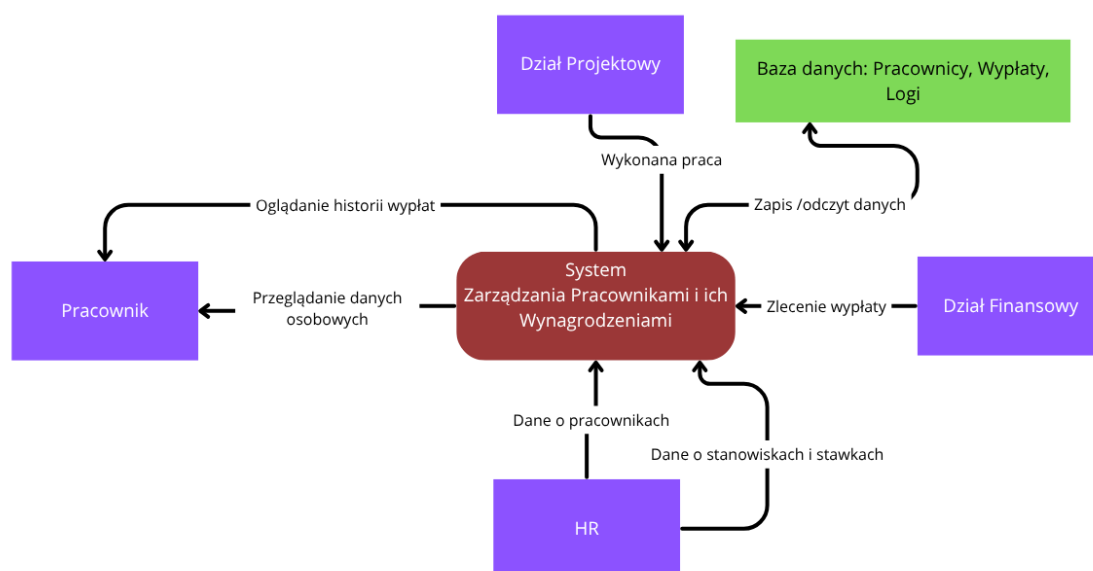 Dział Projektowy
Baza danych: Pracownicy, Wypłaty,
Logi
Wykonana praca
Oglądanie historii wypłat
Zapis /odczyt danych
System
Zarządzania Pracownikami i ich
Wynagrodzeniami
Pracownik
Przeglądanie danych
osobowych
Zlecenie wypłaty
Dział Finansowy
Dane o pracownikach
Dane o stanowiskach i stawkach
HR